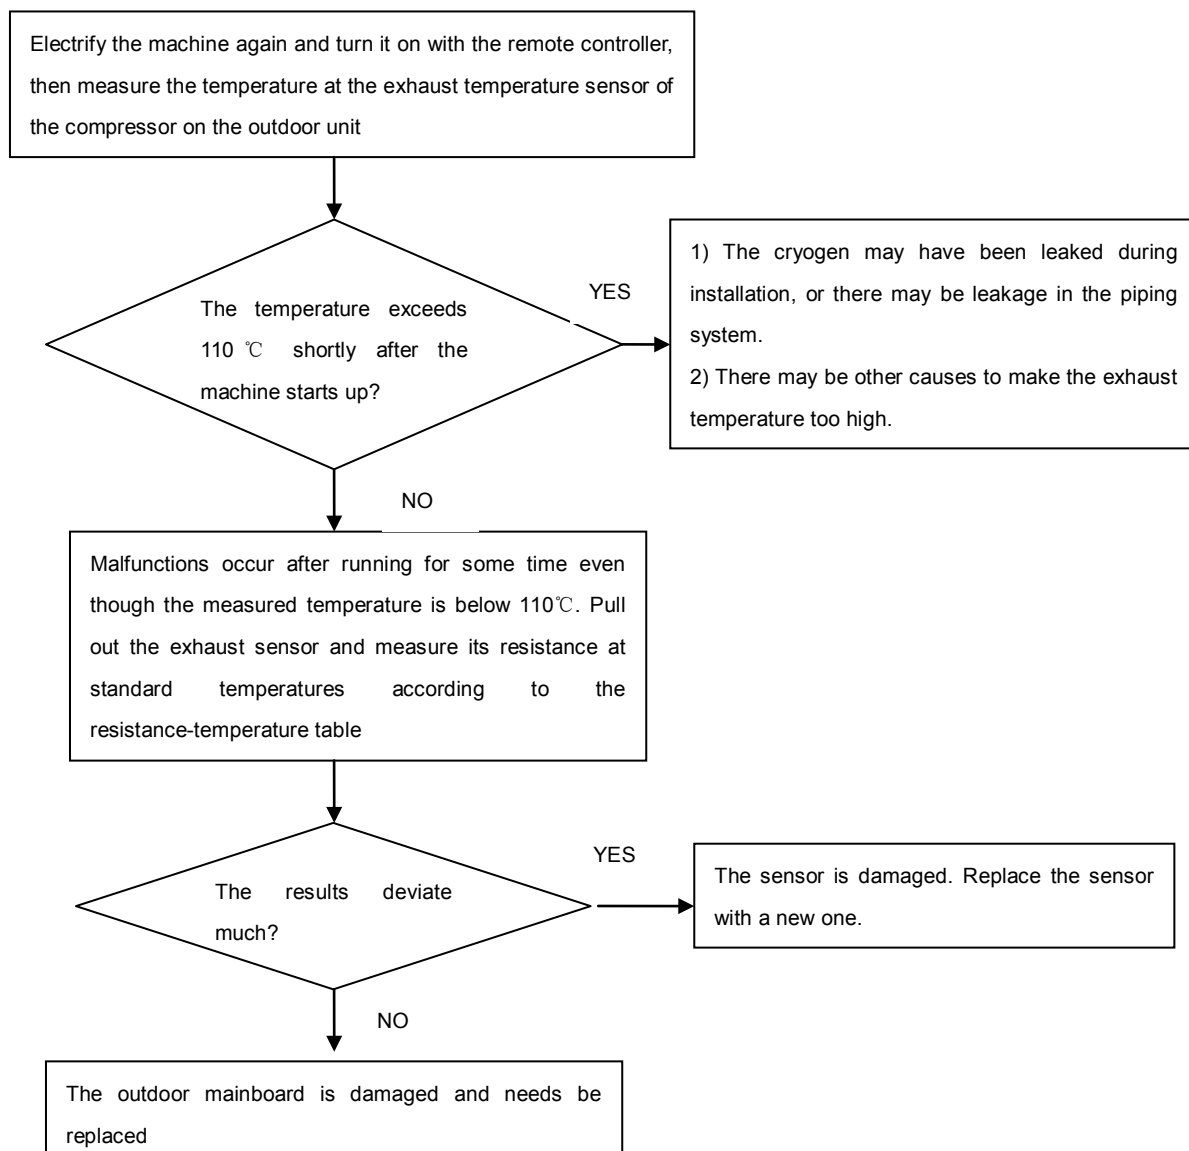 Electrify the machine again and turn it on with the remote controller,
then measure the temperature at the exhaust temperature sensor of
the compressor on the outdoor unit
The temperature exceeds
110 ℃ shortly after the
machine starts up?
YES
1) The cryogen may have been leaked during
installation, or there may be leakage in the piping
system.
2) There may be other causes to make the exhaust
temperature too high.
NO
Malfunctions occur after running for some time even
though the measured temperature is below 110℃. Pull
out the exhaust sensor and measure its resistance at
standard temperatures according to the
resistance-temperature table
The results deviate
much?
YES
The sensor is damaged. Replace the sensor
with a new one.
NO
The outdoor mainboard is damaged and needs be
replaced